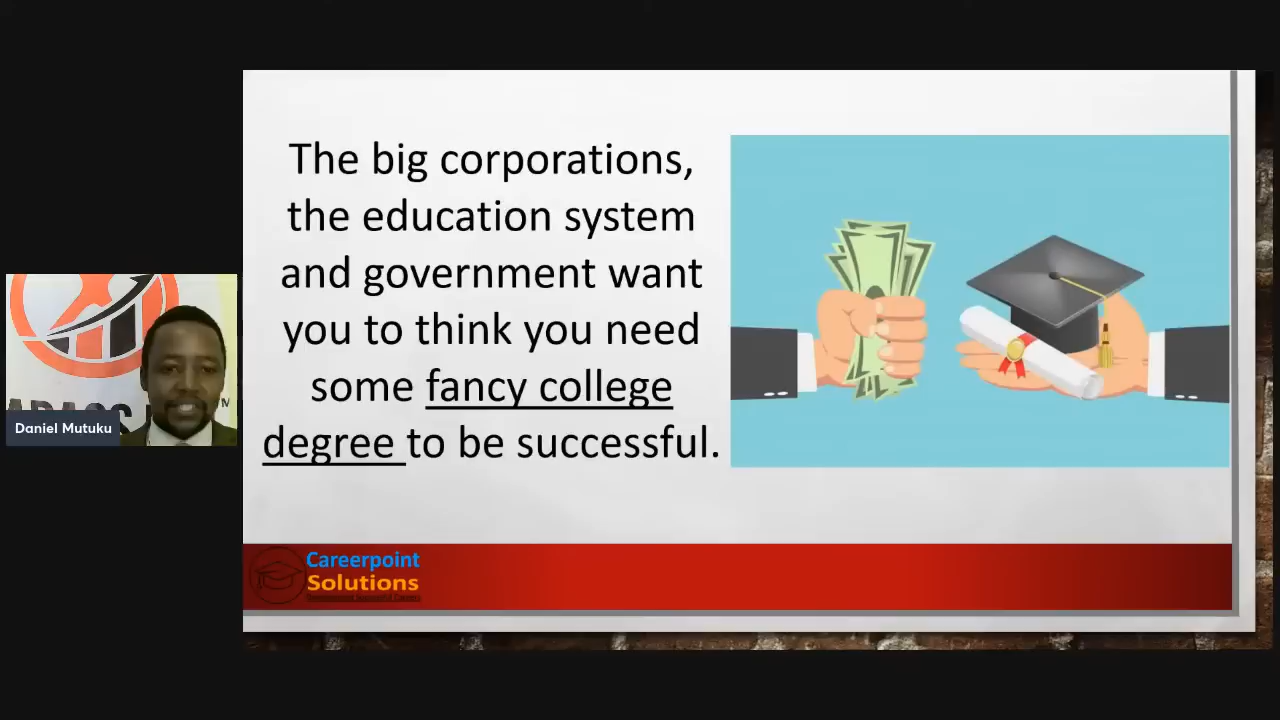 The big corporations,
the education system
and government want
you to think you need
some fancy college
degree to be successful.
Daniel Mutuku
Careerpoint
Solutions